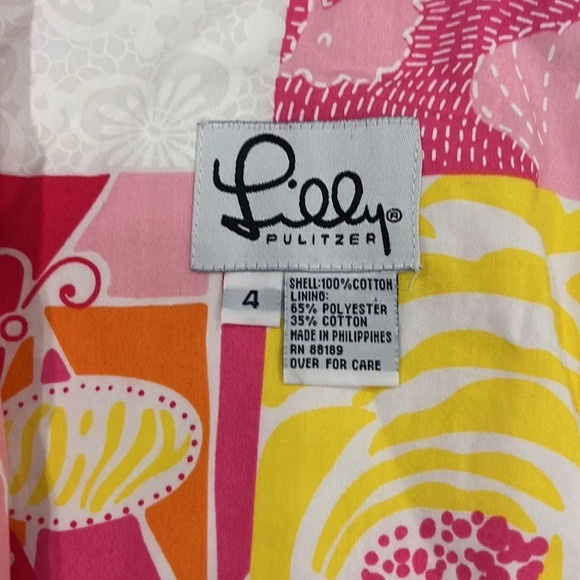 Lilly®
PULITZER
4
SHELL:100%COTTON
LINING:
65% POLYESTER
35% COTTON
MADE IN PHILIPPINES
RN 88189
OVER FOR CARE